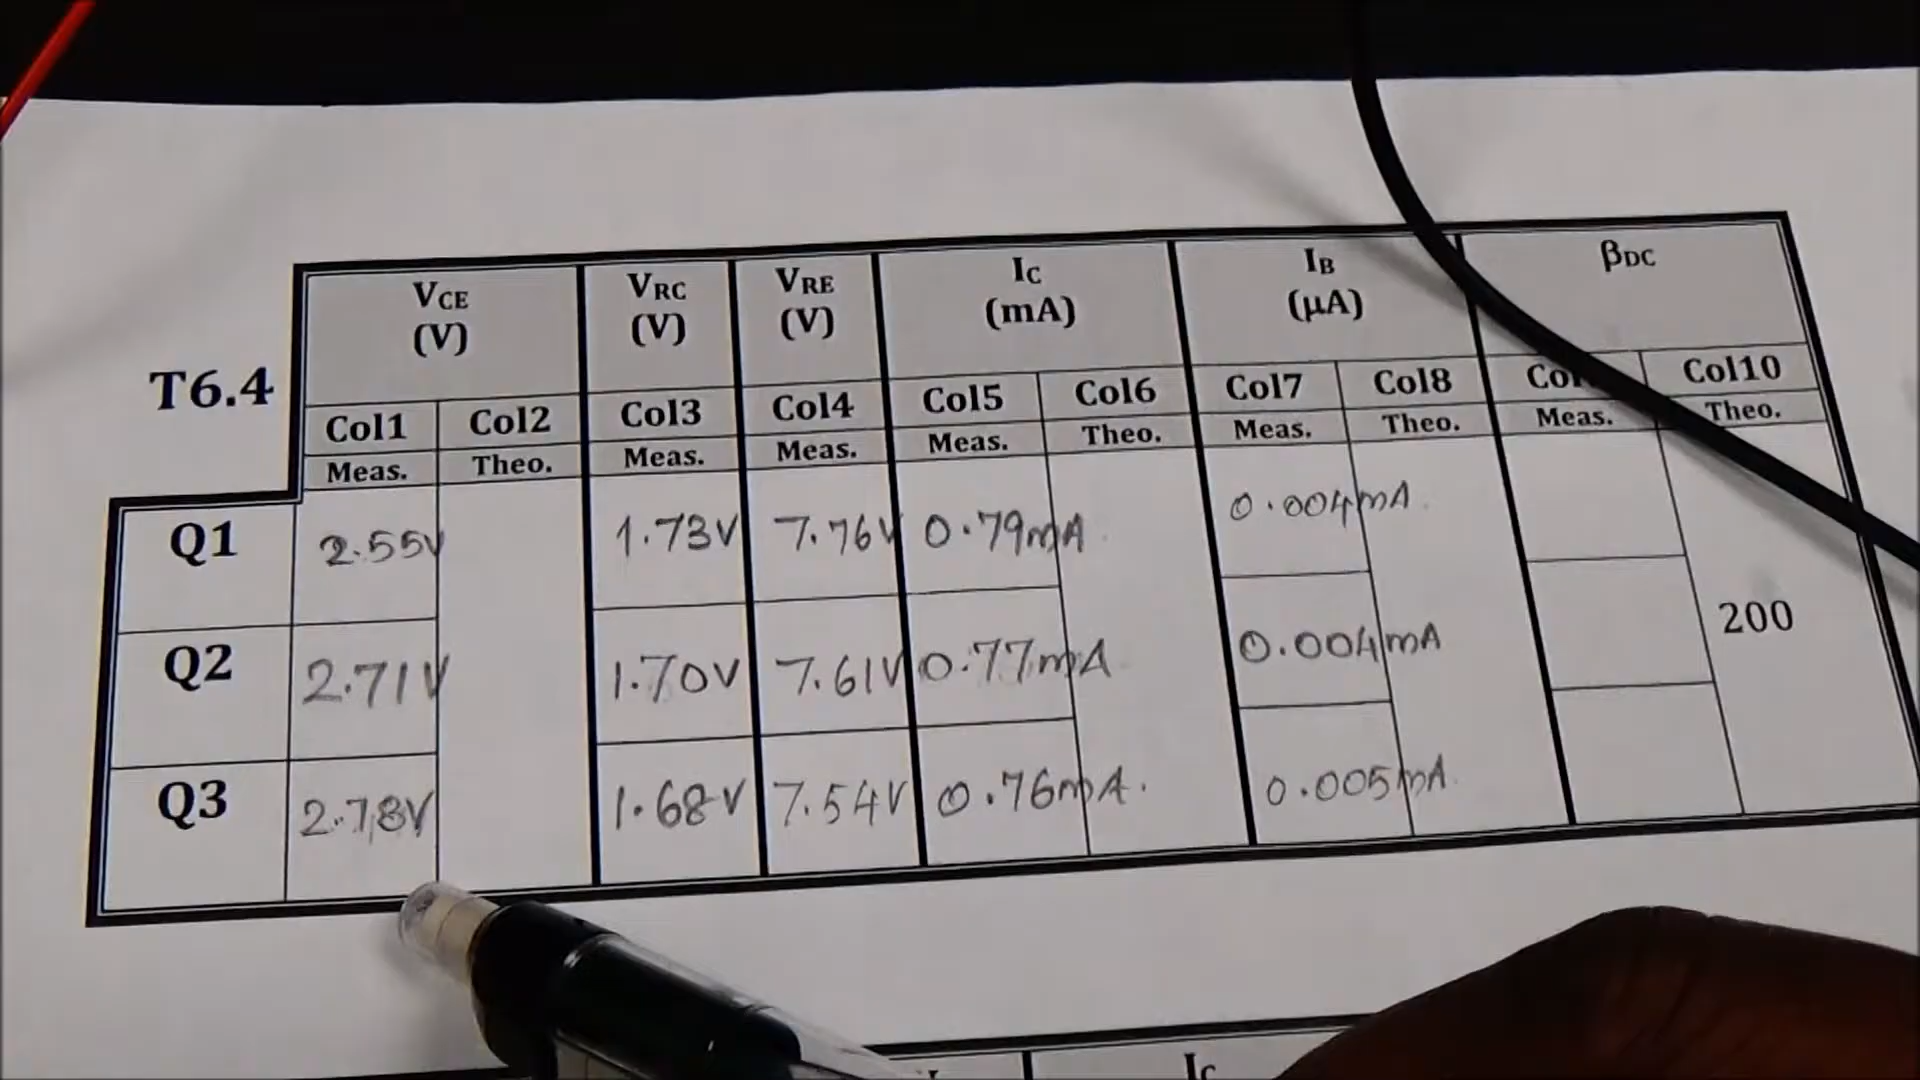 T6.4
VCE (V) VRC (V) VRE (V) IC (mA) IB (µA) βDC
Col1 Col2 Col3 Col4 Col5 Col6 Col7 Col8 Col10
Meas. Theo. Meas. Meas. Meas. Theo. Meas. Theo. Meas. Theo.
Q1 2.55V 1.73V 7.76V 0.79mA 0.004mA
Q2 2.71V 1.70V 7.61V 0.77mA 0.004mA 200
Q3 2.78V 1.68V 7.54V 0.76mA. 0.005mA.
IC